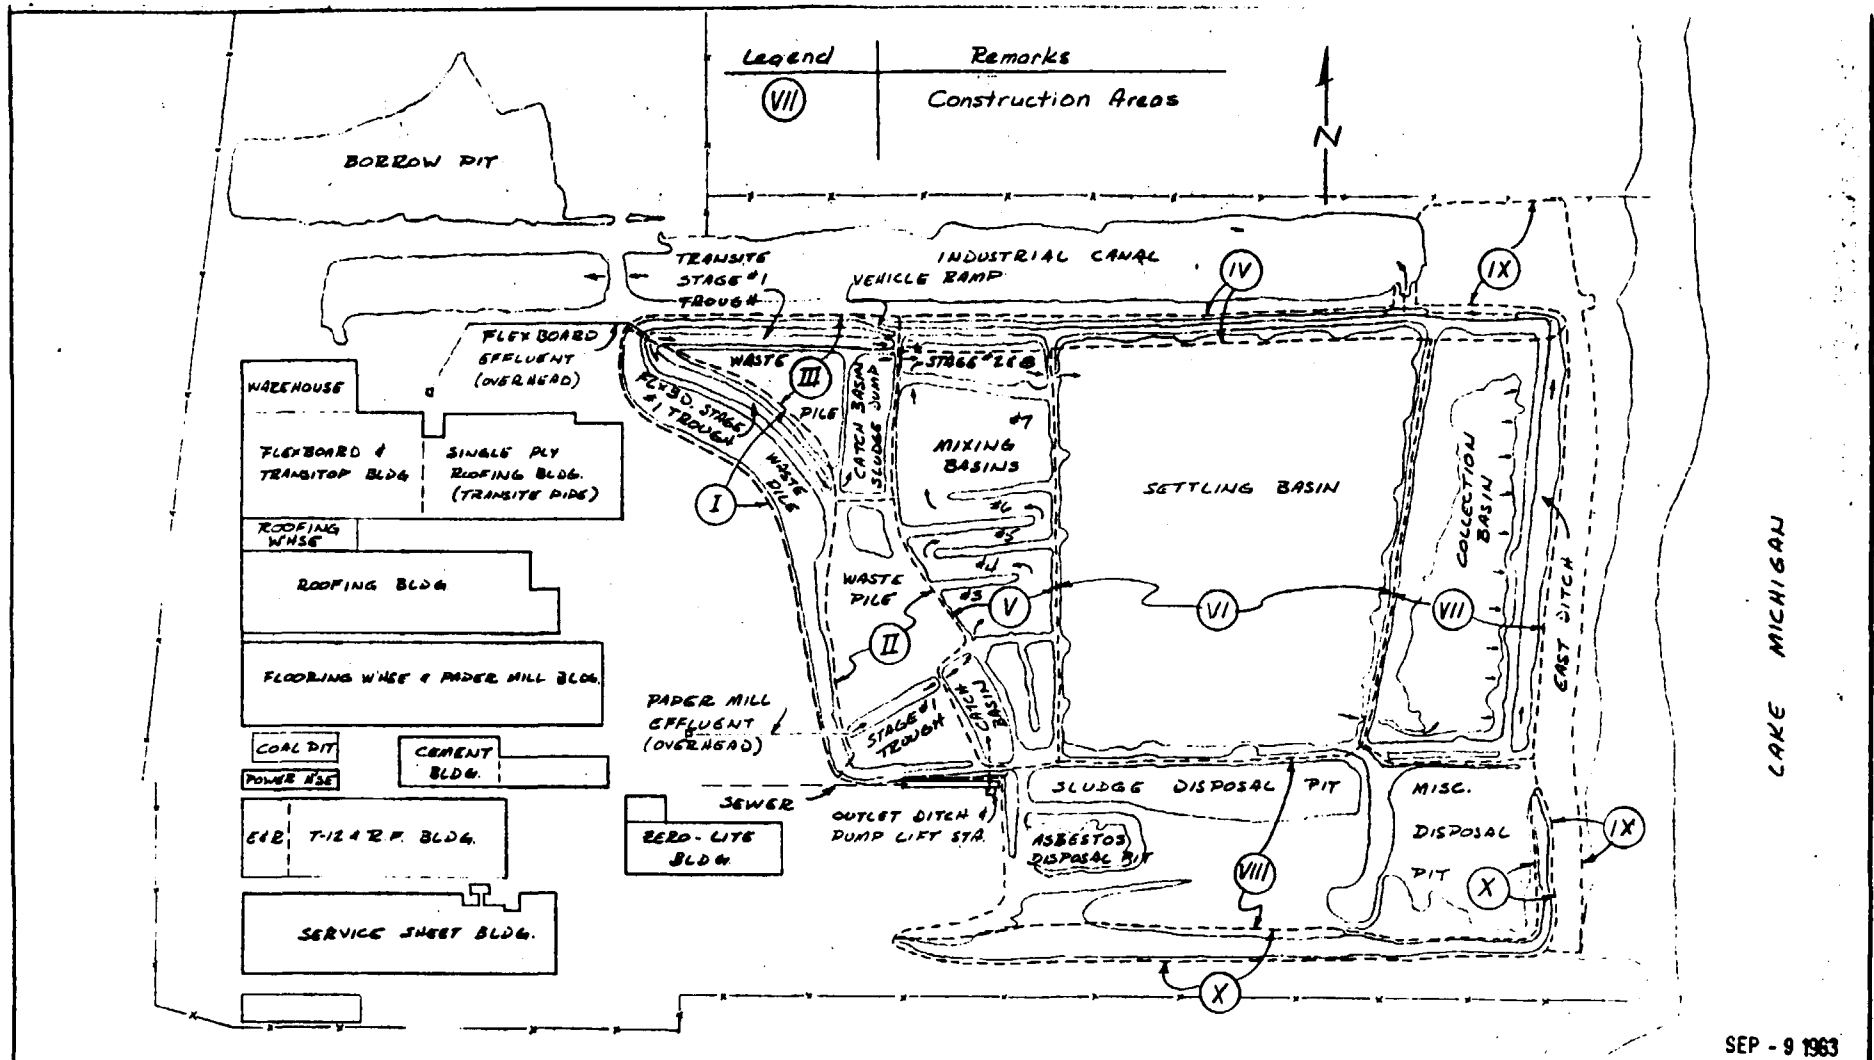 Legend
Remarks
VII
Construction Areas
N
BORROW PIT
TRANSITE
STAGE #1
TROUGH
VEHICLE RAMP
INDUSTRIAL CANAL
IV
IX
FLEXBOARD
EFFLUENT
(OVERHEAD)
WASTE
PILE
III
STAGE #2EB
FLXBD. STAGE
#1 TROUGH
CATCH BASIN
SLUDGE DUMP
#7
MIXING
BASINS
WAREHOUSE
FLEXBOARD &
TRANSITOP BLDG
SINGLE PLY
ROOFING BLDG.
(TRANSITE PIPE)
WASTE
PILE
I
SETTLING BASIN
COLLECTION
BASIN
#6
#5
#4
#3
ROOFING
WHSE
ROOFING BLDG
WASTE
PILE
II
V
VI
VII
EAST DITCH
LAKE MICHIGAN
FLOORING WHSE & PAPER MILL BLDG.
PAPER MILL
EFFLUENT
(OVERHEAD)
STAGE #1
TROUGH
CATCH
BASIN
COAL PIT
POWER HSE
CEMENT
BLDG.
SEWER
OUTLET DITCH &
PUMP LIFT STA.
SLUDGE DISPOSAL PIT
MISC.
DISPOSAL
PIT
E&R
T-12 & R.F. BLDG.
ZERO-LITE
BLDG.
ASBESTOS
DISPOSAL PIT
VIII
IX
X
SERVICE SHEET BLDG.
X
SEP - 9 1963